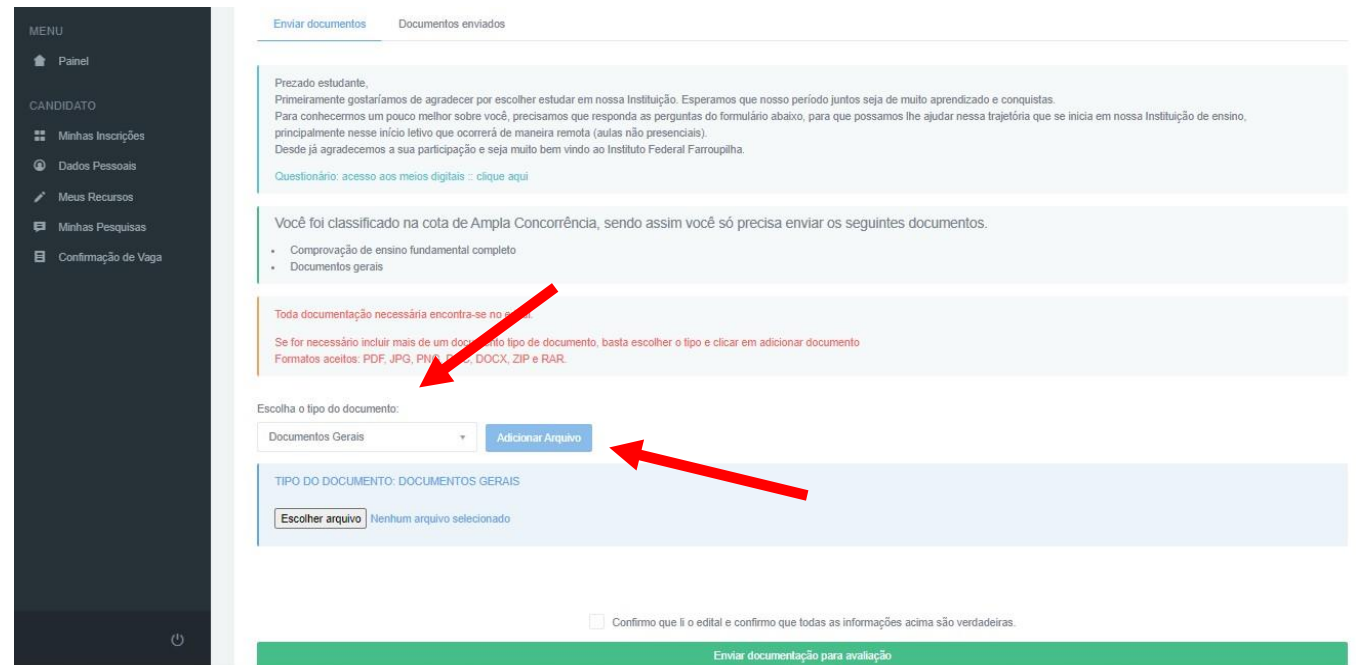 MENU
Painel
CANDIDATO
Minhas Inscrições
Dados Pessoais
Meus Recursos
Minhas Pesquisas
Confirmação de Vaga
Enviar documentos
Documentos enviados
Prezado estudante,
Primeiramente gostaríamos de agradecer por escolher estudar em nossa Instituição. Esperamos que nosso período juntos seja de muito aprendizado e conquistas.
Para conhecermos um pouco melhor sobre você, precisamos que responda as perguntas do formulário abaixo, para que possamos lhe ajudar nessa trajetória que se inicia em nossa Instituição de ensino,
principalmente nesse início letivo que ocorrerá de maneira remota (aulas não presenciais).
Desde já agradecemos a sua participação e seja muito bem vindo ao Instituto Federal Farroupilha.
Questionário: acesso aos meios digitais :: clique aqui
Você foi classificado na cota de Ampla Concorrência, sendo assim você só precisa enviar os seguintes documentos.
Comprovação de ensino fundamental completo
Documentos gerais
Toda documentação necessária encontra-se no
Se for necessário incluir mais de um documento tipo de documento, basta escolher o tipo e clicar em adicionar documento
Formatos aceitos: PDF, JPG, DOCX, ZIP e RAR.
Escolha o tipo do documento:
Documentos Gerais
Adicionar Arquivo
TIPO DO DOCUMENTO: DOCUMENTOS GERAIS
Escolher arquivo Nenhum arquivo selecionado
Confirmo que li o edital e confirmo que todas as informações acima são verdadeiras.
Enviar documentação para avaliação